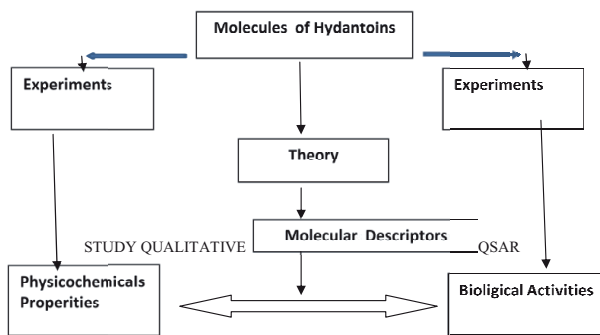 Molecules of Hydantoins
Experiments
Experiments
Theory
Molecular Descriptors
STUDY QUALITATIVE
QSAR
Physicochemicals
Properities
Bioligical Activities